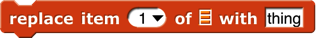 replace item 1 of with thing